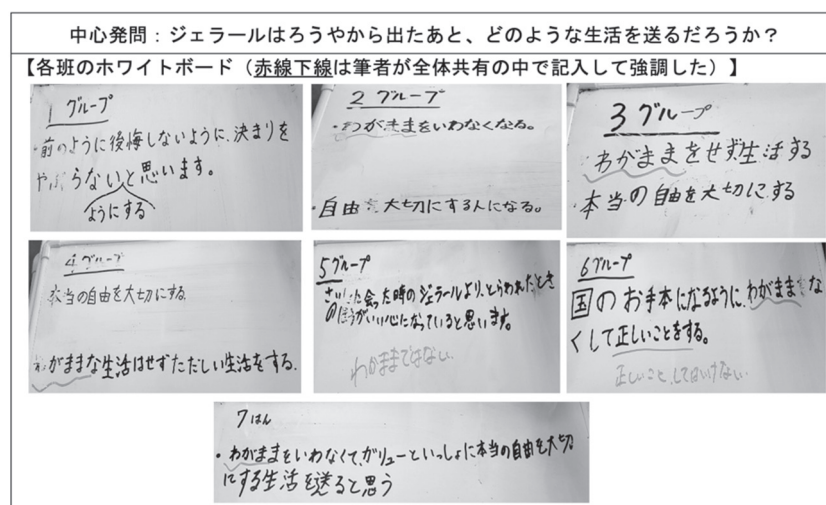 中心発問：ジェラールはろうやから出たあと、どのような生活を送るだろうか？
【各班のホワイトボード（赤線下線は筆者が全体共有の中で記入して強調した）】
1 グループ
・前のように後悔しないように、決まりを
やぶらないと思います。
ようにする
2 グループ
・わがままをいわなくなる。
・自由を大切にする人になる。
3 グループ
わがままをせず生活する
・本当の自由を大切にする
4 グループ
本当の自由を大切にする
わがままな生活はせずただしい生活をする.
5 グループ
さいしょ会った時のジェラールより、とらわれたとき
のほうがいい心になっていると思います。
わがままではない
6 グループ
国のお手本になるように、わがままをな
くして正しいことをする。
正しいこと、してはいけない
7 はん
・わがままをいわなくて、ガリューといっしょに本当の自由を大切
にする生活を送ると思う